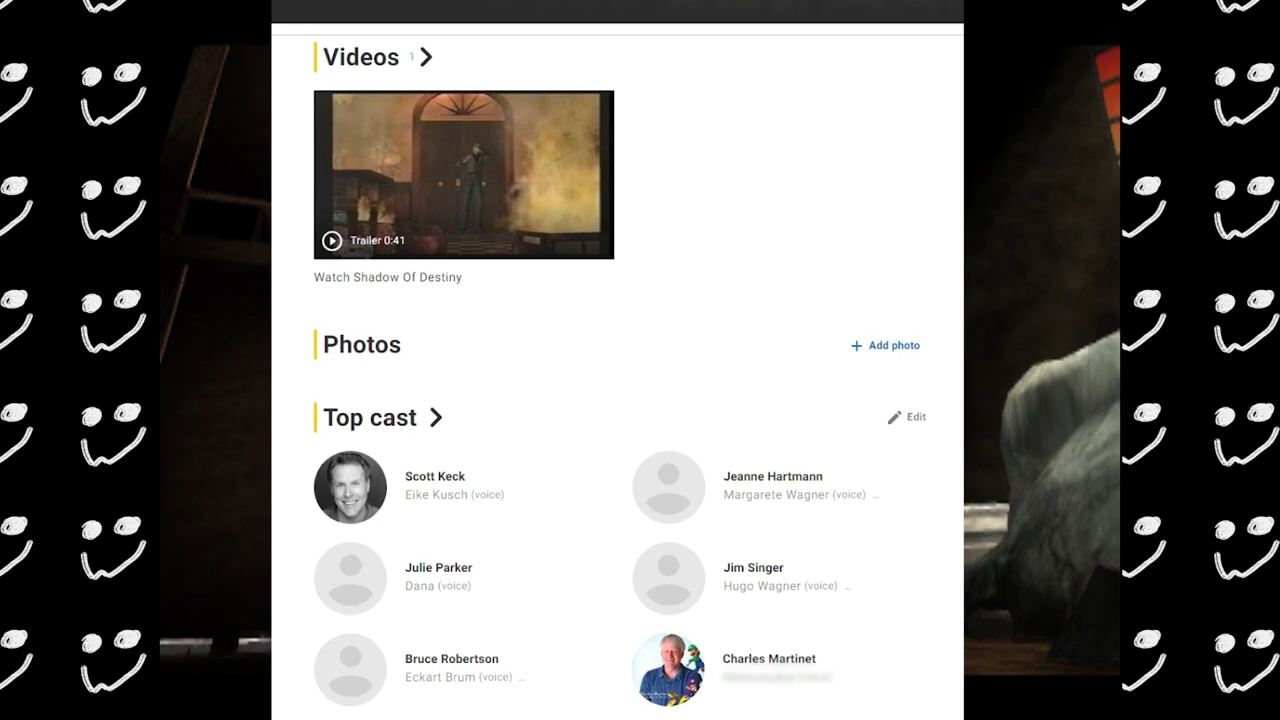 Videos 1
Trailer 0:41
Watch Shadow Of Destiny
Photos
Add photo
Top cast
Edit
Scott Keck
Eike Kusch (voice)
Jeanne Hartmann
Margarete Wagner (voice) ...
Julie Parker
Dana (voice)
Jim Singer
Hugo Wagner (voice) ...
Bruce Robertson
Eckart Brum (voice) ...
Charles Martinet